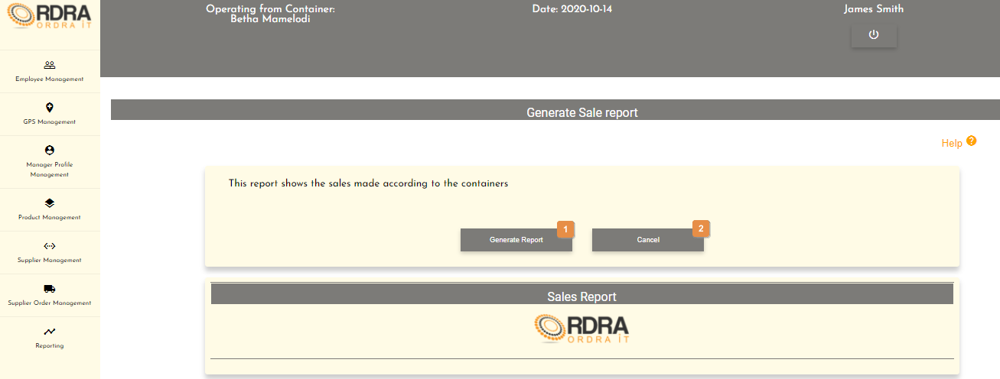 RDRA
ORDRA iT
Operating from Container:
Betha Mamelodi
Date: 2020-10-14
James Smith
Employee Management
GPS Management
Manager Profile
Management
Product Management
Supplier Management
Supplier Order Management
Reporting
Generate Sale report
Help ?
This report shows the sales made according to the containers
Generate Report 1
Cancel 2
Sales Report
RDRA
ORDRA iT